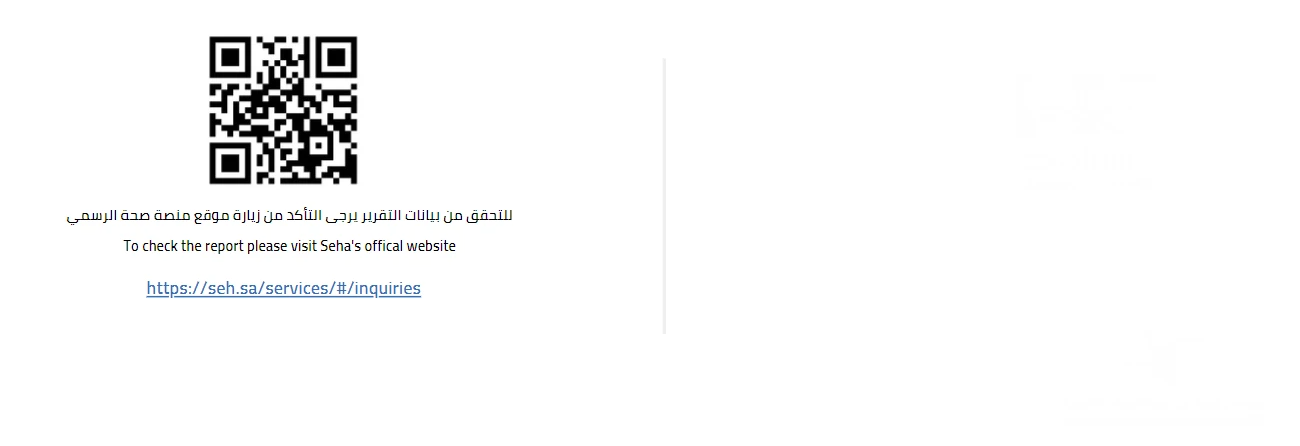 للتحقق من بيانات التقرير يرجى التأكد من زيارة موقع منصة صحة الرسمي
To check the report please visit Seha's offical website
https://seh.sa/services/#/inquiries